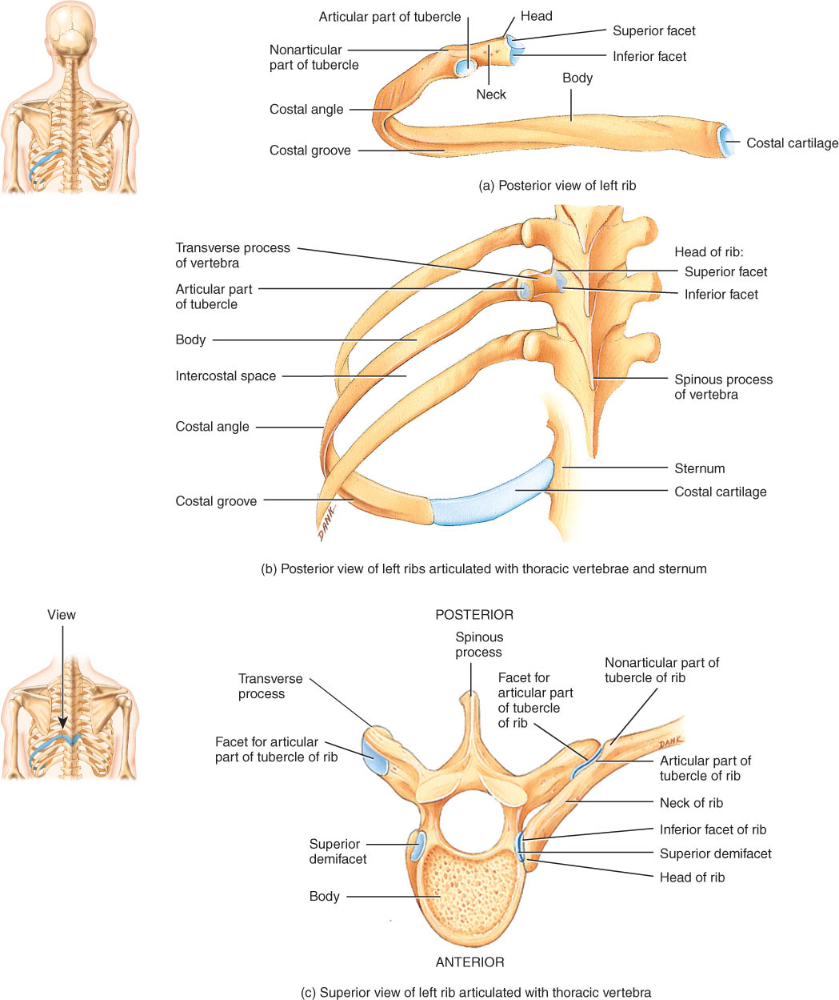 Articular part of tubercle
Head
Superior facet
Nonarticular
part of tubercle
Inferior facet
Body
Neck
Costal angle
Costal groove
Costal cartilage
(a) Posterior view of left rib
Transverse process
of vertebra
Head of rib:
Superior facet
Articular part
of tubercle
Inferior facet
Body
Intercostal space
Spinous process
of vertebra
Costal angle
Sternum
Costal cartilage
Costal groove
DANK
(b) Posterior view of left ribs articulated with thoracic vertebrae and sternum
View
POSTERIOR
Spinous
process
Nonarticular part of
tubercle of rib
Transverse
process
Facet for
articular part
of tubercle
of rib
Facet for articular
part of tubercle of rib
DANK
Articular part of
tubercle of rib
Neck of rib
Inferior facet of rib
Superior
demifacet
Superior demifacet
Head of rib
Body
ANTERIOR
(c) Superior view of left rib articulated with thoracic vertebra